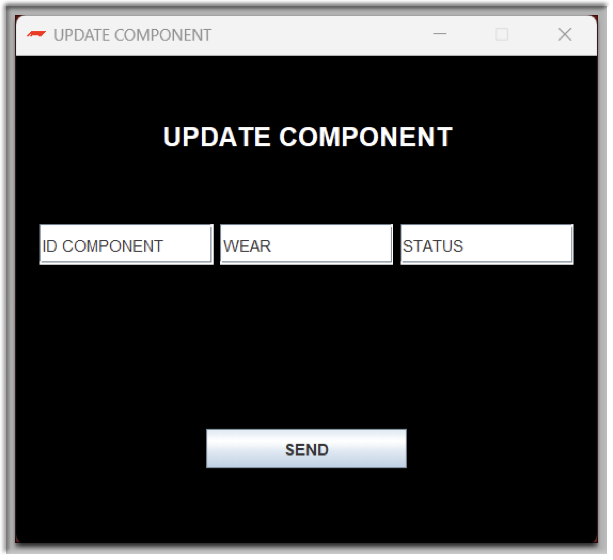 UPDATE COMPONENT
UPDATE COMPONENT
ID COMPONENT WEAR STATUS
SEND